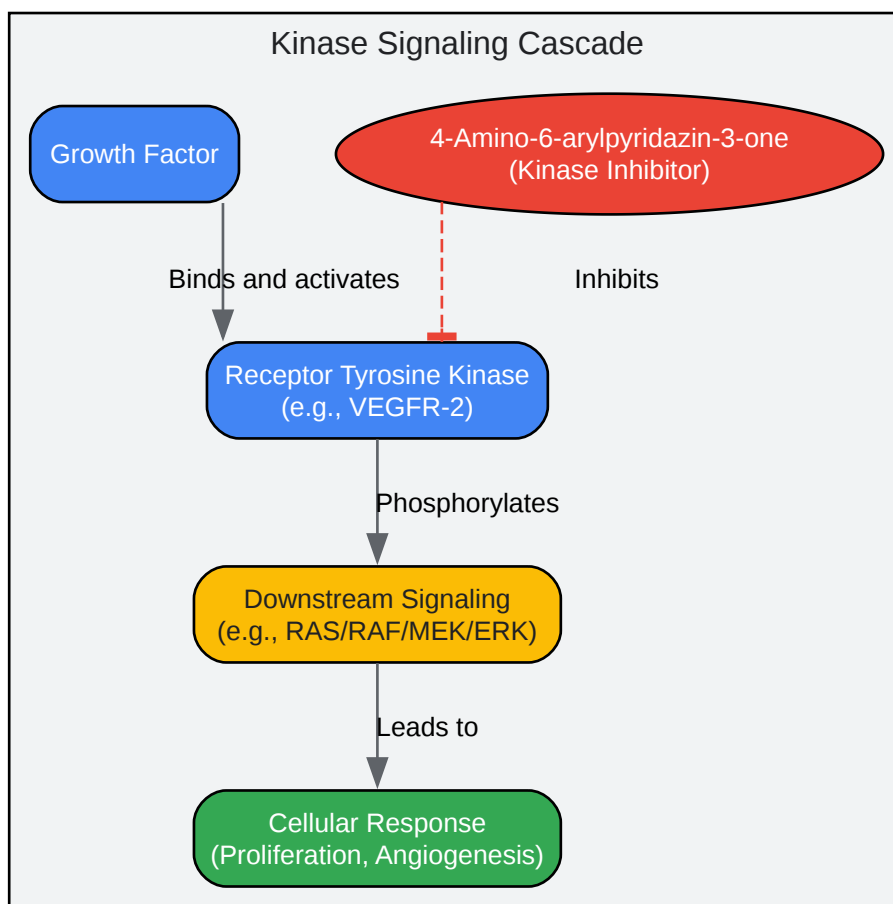 Kinase Signaling Cascade
Growth Factor
4-Amino-6-arylpyridazin-3-one
(Kinase Inhibitor)
Binds and activates
Inhibits
Receptor Tyrosine Kinase
(e.g., VEGFR-2)
Phosphorylates
Downstream Signaling
(e.g., RAS/RAF/MEK/ERK)
Leads to
Cellular Response
(Proliferation, Angiogenesis)